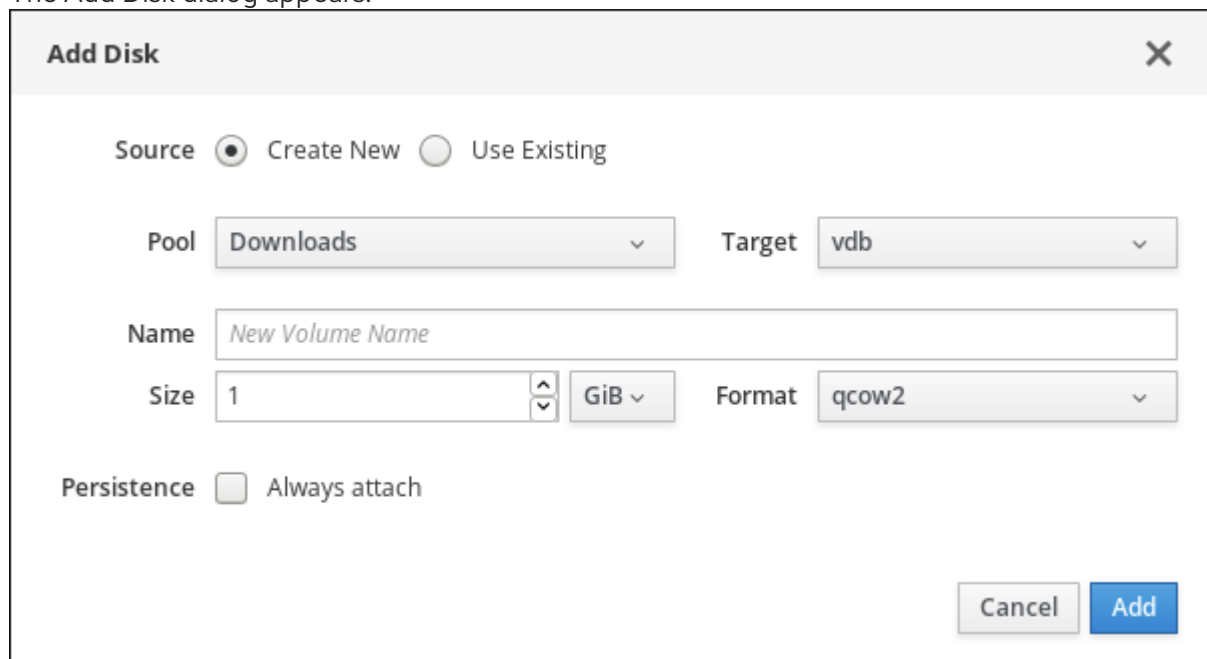 The Add Disk dialog appears.
Add Disk
Source Create New Use Existing
Pool Downloads Target vdb
Name New Volume Name
Size 1 GiB Format qcow2
Persistence Always attach
Cancel Add